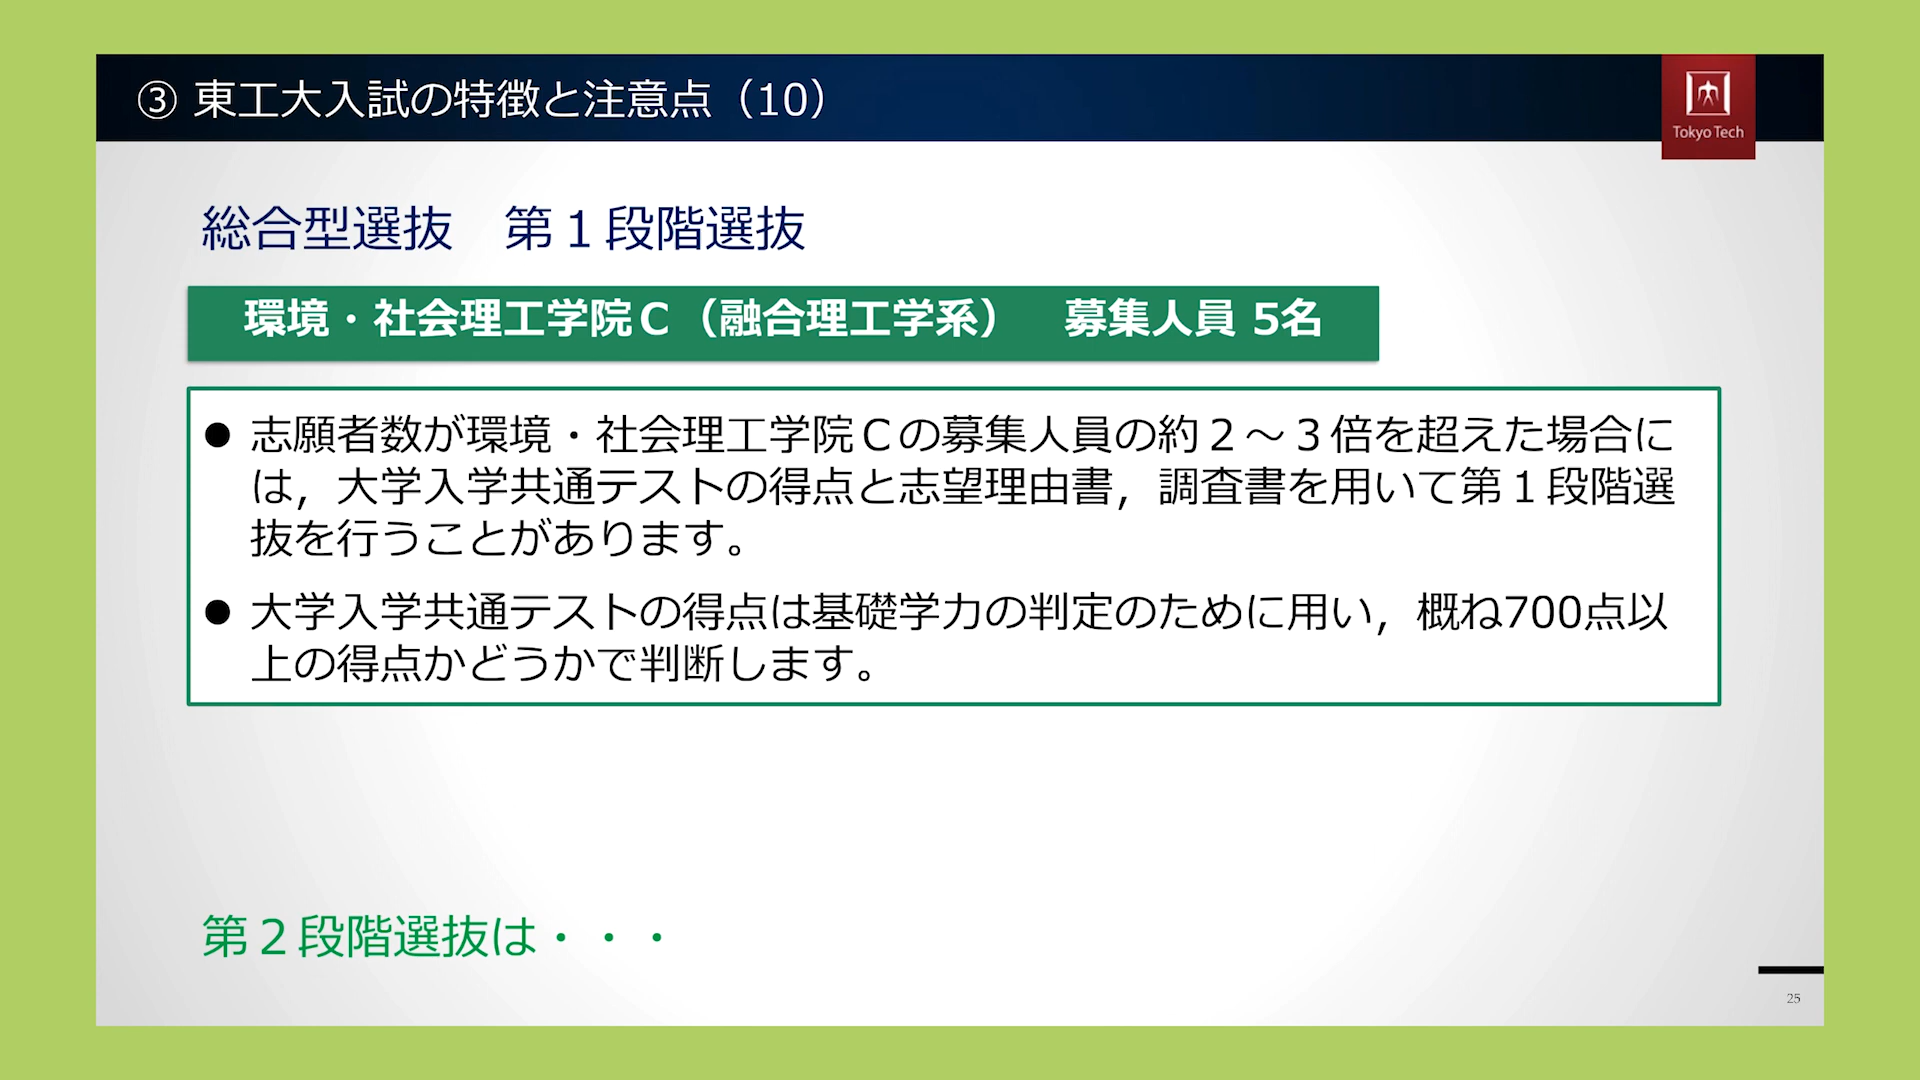 ③ 東工大入試の特徴と注意点（10）
Tokyo Tech
総合型選抜　第１段階選抜
環境・社会理工学院Ｃ（融合理工学系）　募集人員 5名
● 志願者数が環境・社会理工学院Ｃの募集人員の約２～３倍を超えた場合に
は，大学入学共通テストの得点と志望理由書，調査書を用いて第１段階選
抜を行うことがあります。
● 大学入学共通テストの得点は基礎学力の判定のために用い，概ね700点以
上の得点かどうかで判断します。
第２段階選抜は・・・
25